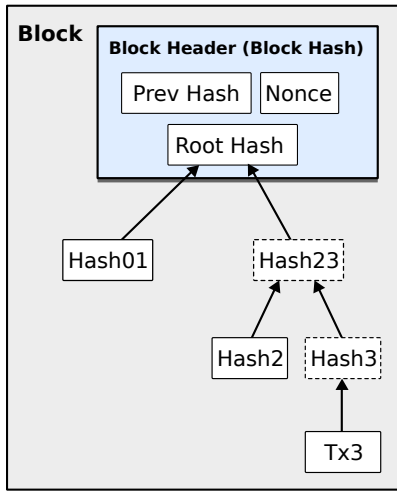 Block
Block Header (Block Hash)
Prev Hash
Nonce
Root Hash
Hash01
Hash23
Hash2
Hash3
Tx3